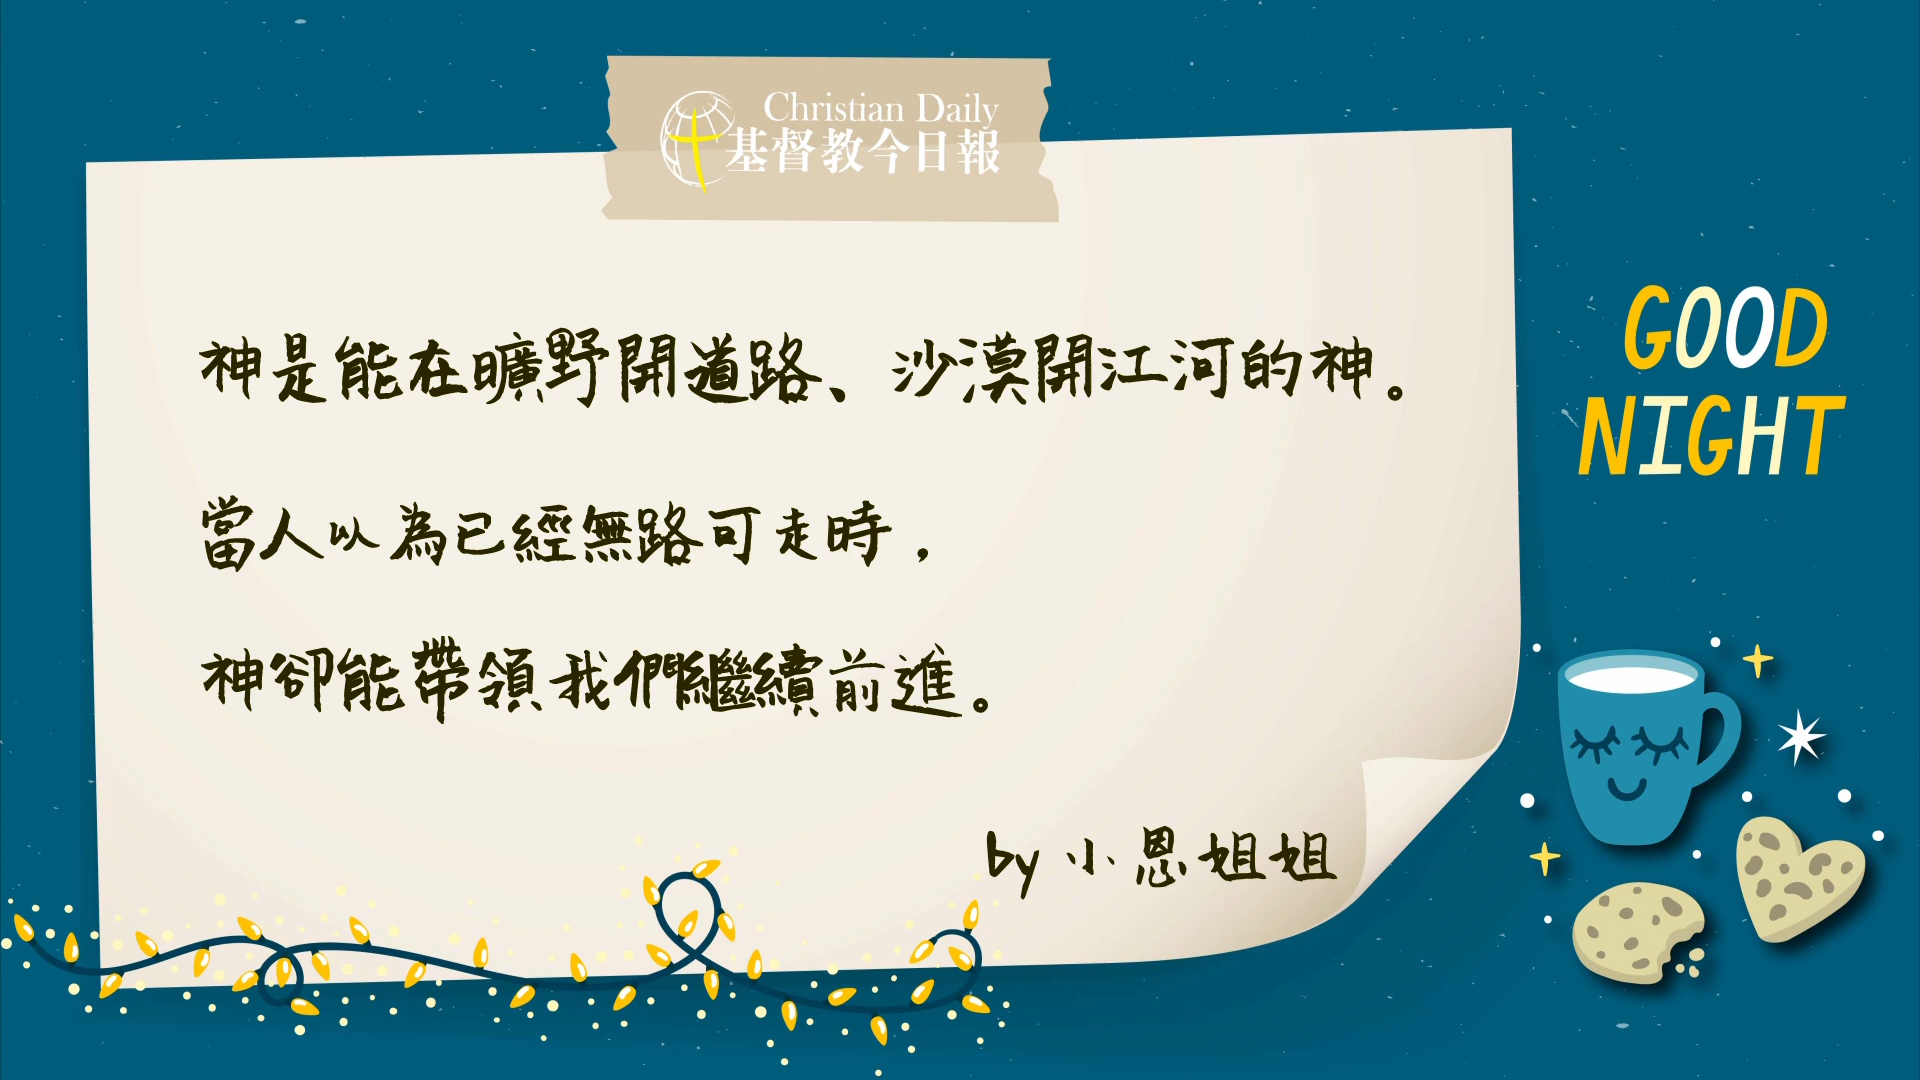 Christian Daily
基督教今日報
神是能在曠野開道路、沙漠開江河的神。
GOOD
NIGHT
當人以為已經無路可走時，
神卻能帶領我們繼續前進。
by 小恩姐姐